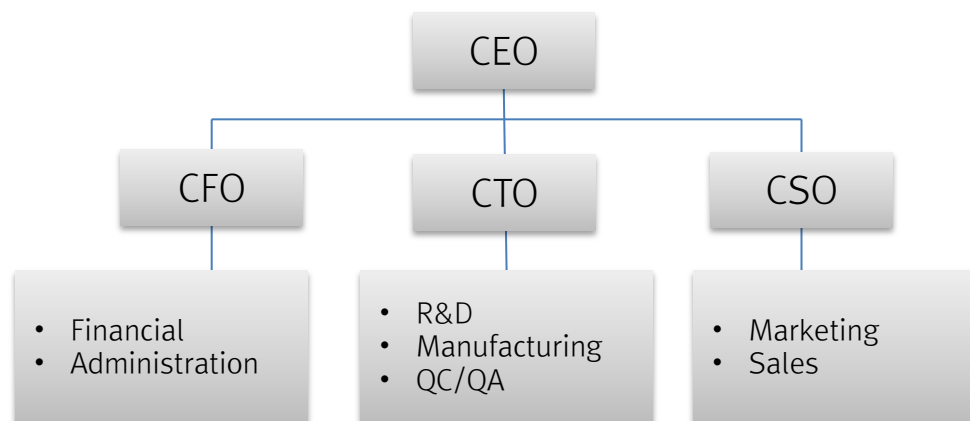 CEO
CFO
CTO
CSO
• Financial
• Administration
• R&D
• Manufacturing
• QC/QA
• Marketing
• Sales